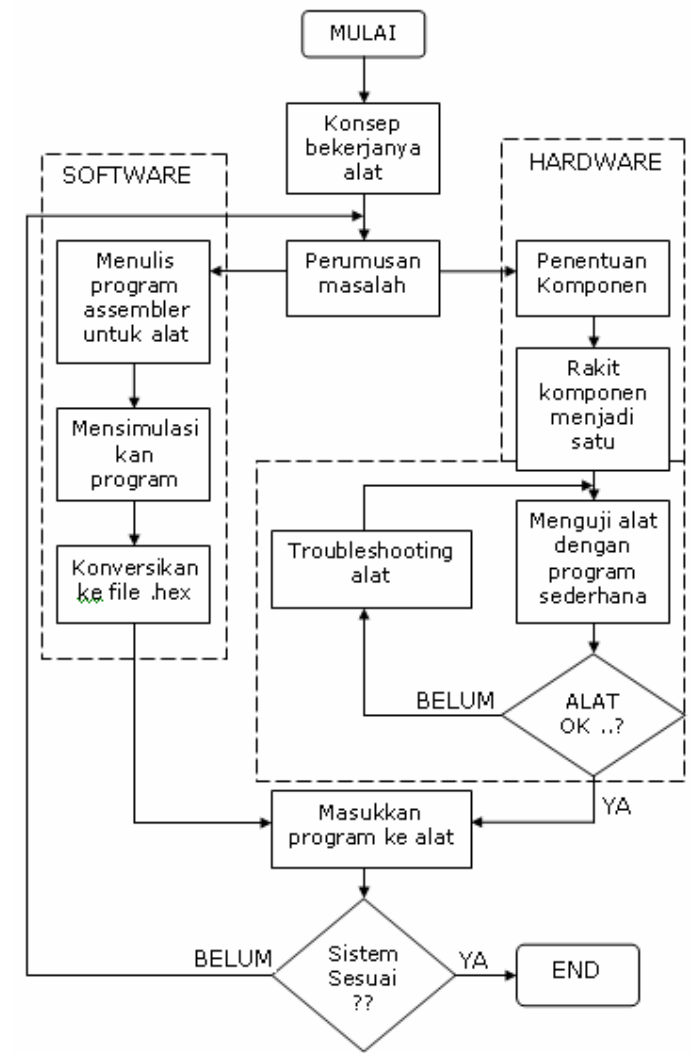 MULAI
Konsep
bekerjanya
alat
SOFTWARE
HARDWARE
Menulis
program
assembler
untuk alat
Perumusan
masalah
Penentuan
Komponen
Mensimulasi
kan
program
Rakit
komponen
menjadi
satu
Konversikan
ke file .hex
Troubleshooting
alat
Menguji alat
dengan
program
sederhana
BELUM
ALAT
OK ..?
YA
Masukkan
program ke alat
BELUM
Sistem
Sesuai
??
YA
END